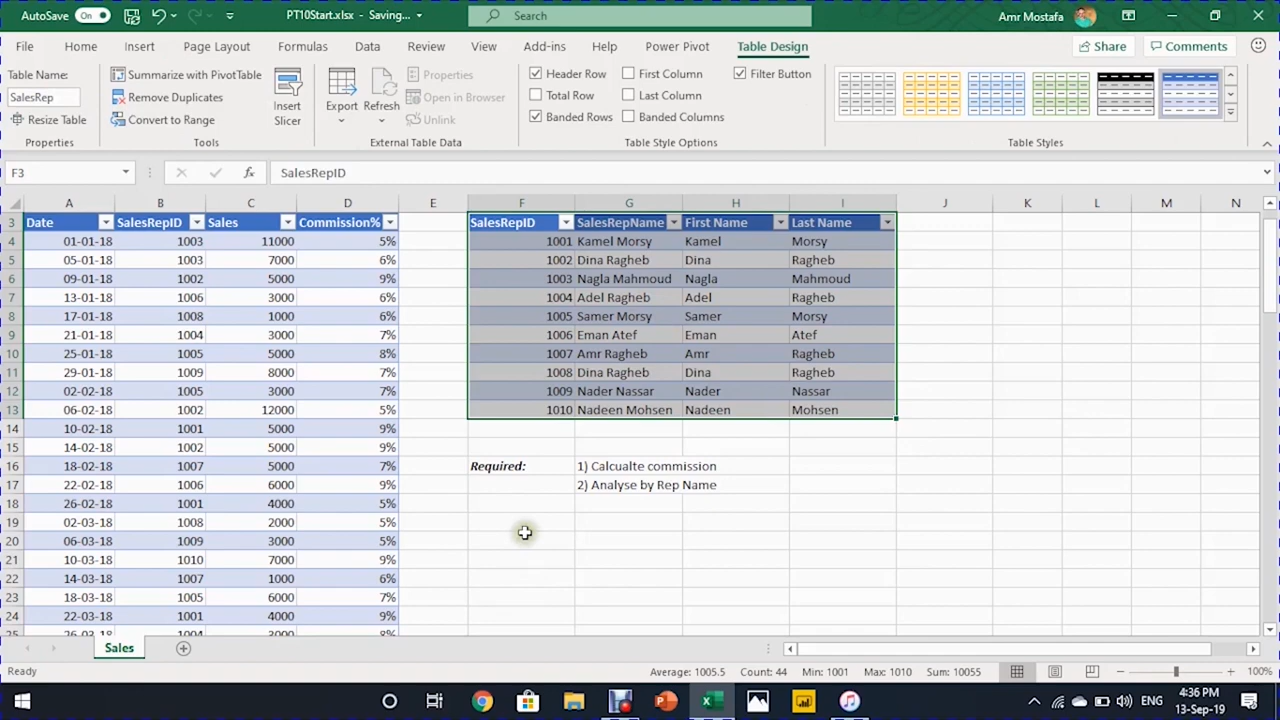 AutoSave On PT10Start.xlsx - Saving... Search Amr Mostafa
File Home Insert Page Layout Formulas Data Review View Add-ins Help Power Pivot Table Design Share Comments
Table Name: Summarize with PivotTable Properties Header Row First Column Filter Button
SalesRep Remove Duplicates Insert Slicer Export Refresh Open in Browser Total Row Last Column
Resize Table Convert to Range Unlink Banded Rows Banded Columns
Properties Tools External Table Data Table Style Options Table Styles
F3 fx SalesRepID
A B C D E F G H I J K L M N
3 Date SalesRepID Sales Commission% SalesRepID SalesRepName First Name Last Name
4 01-01-18 1003 11000 5% 1001 Kamel Morsy Kamel Morsy
5 05-01-18 1003 7000 6% 1002 Dina Ragheb Dina Ragheb
6 09-01-18 1002 5000 9% 1003 Nagla Mahmoud Nagla Mahmoud
7 13-01-18 1006 3000 6% 1004 Adel Ragheb Adel Ragheb
8 17-01-18 1008 1000 6% 1005 Samer Morsy Samer Morsy
9 21-01-18 1004 3000 7% 1006 Eman Atef Eman Atef
10 25-01-18 1005 5000 8% 1007 Amr Ragheb Amr Ragheb
11 29-01-18 1009 8000 7% 1008 Dina Ragheb Dina Ragheb
12 02-02-18 1005 3000 7% 1009 Nader Nassar Nader Nassar
13 06-02-18 1002 12000 5% 1010 Nadeen Mohsen Nadeen Mohsen
14 10-02-18 1001 5000 9%
15 14-02-18 1002 5000 9%
16 18-02-18 1007 5000 7% Required: 1) Calcualte commission
17 22-02-18 1006 6000 9% 2) Analyse by Rep Name
18 26-02-18 1001 4000 5%
19 02-03-18 1008 2000 5%
20 06-03-18 1009 3000 5%
21 10-03-18 1010 7000 9%
22 14-03-18 1007 1000 6%
23 18-03-18 1005 6000 7%
24 22-03-18 1001 4000 9%
25 26-03-18 1004 3000 8%
Sales
Ready Average: 1005.5 Count: 44 Min: 1001 Max: 1010 Sum: 10055 100%
ENG 4:36 PM
13-Sep-19